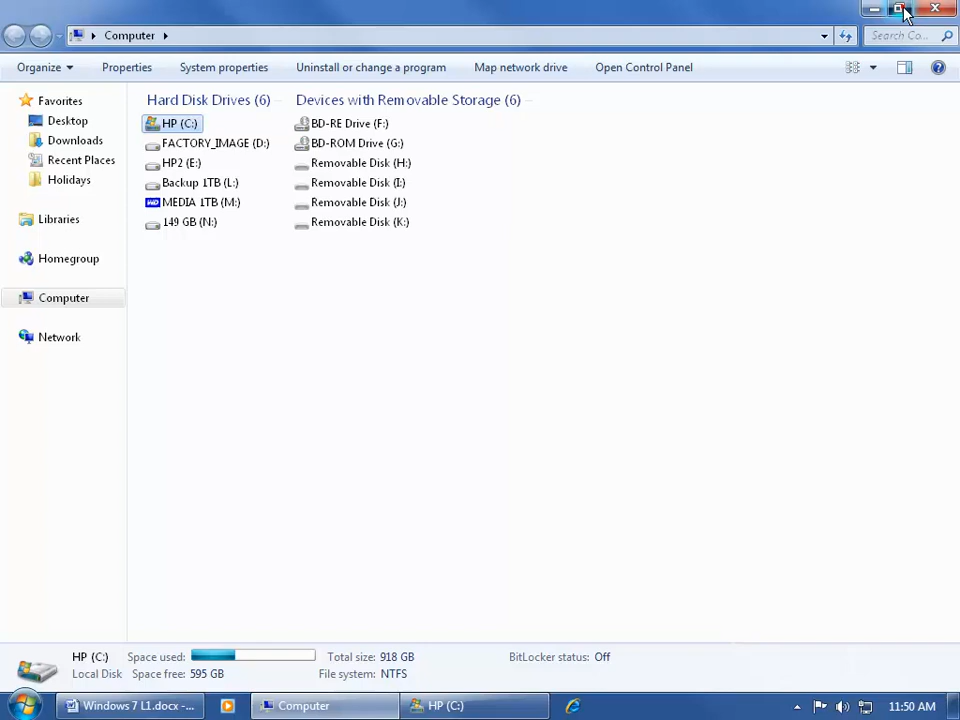 Computer
Search Co...
Organize Properties System properties Uninstall or change a program Map network drive Open Control Panel
Favorites
Desktop
Downloads
Recent Places
Holidays
Libraries
Homegroup
Computer
Network
Hard Disk Drives (6)
HP (C:)
FACTORY_IMAGE (D:)
HP2 (E:)
Backup 1TB (L:)
WD MEDIA 1TB (M:)
149 GB (N:)
Devices with Removable Storage (6)
BD-RE Drive (F:)
BD-ROM Drive (G:)
Removable Disk (H:)
Removable Disk (I:)
Removable Disk (J:)
Removable Disk (K:)
HP (C:) Space used: Total size: 918 GB BitLocker status: Off
Local Disk Space free: 595 GB File system: NTFS
Windows 7 L1.docx -... Computer HP (C:) 11:50 AM